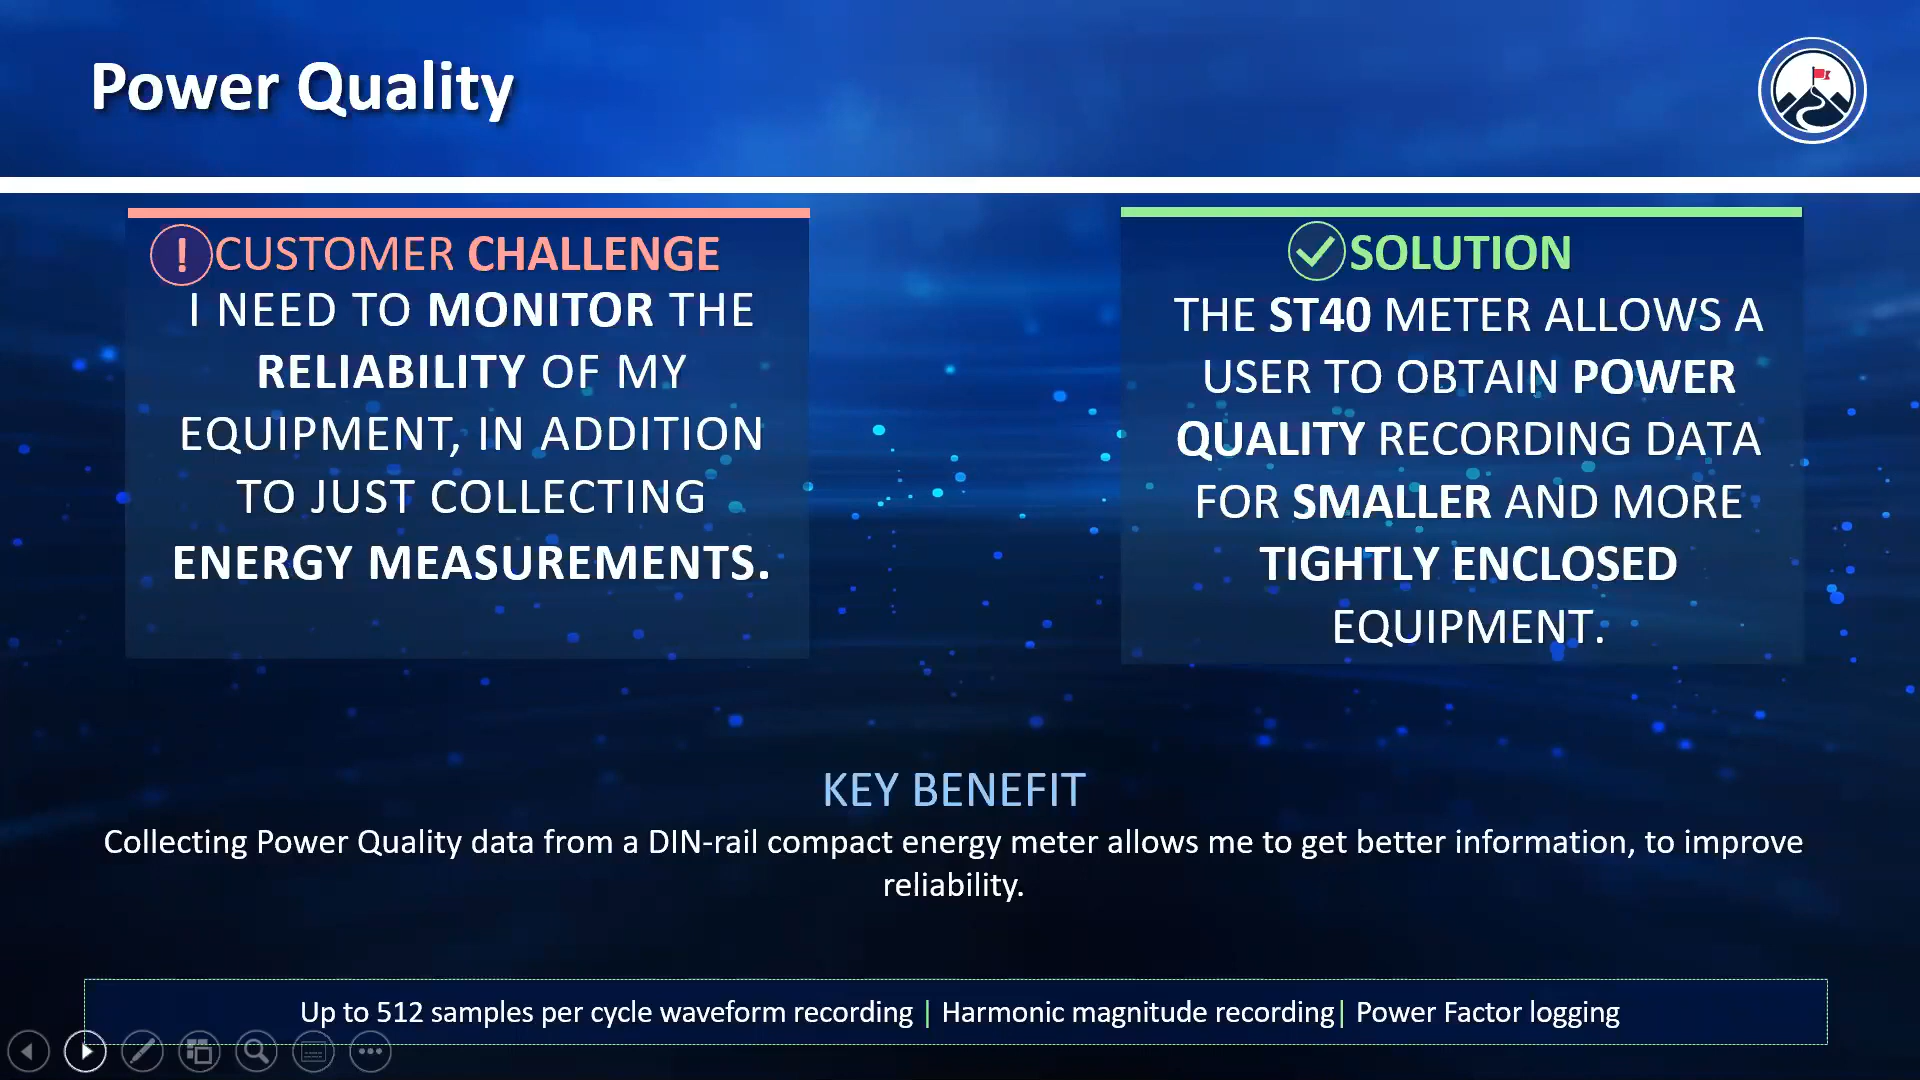 Power Quality
! CUSTOMER CHALLENGE
I NEED TO MONITOR THE
RELIABILITY OF MY
EQUIPMENT, IN ADDITION
TO JUST COLLECTING
ENERGY MEASUREMENTS.
SOLUTION
THE ST40 METER ALLOWS A
USER TO OBTAIN POWER
QUALITY RECORDING DATA
FOR SMALLER AND MORE
TIGHTLY ENCLOSED
EQUIPMENT.
KEY BENEFIT
Collecting Power Quality data from a DIN-rail compact energy meter allows me to get better information, to improve
reliability.
Up to 512 samples per cycle waveform recording | Harmonic magnitude recording| Power Factor logging